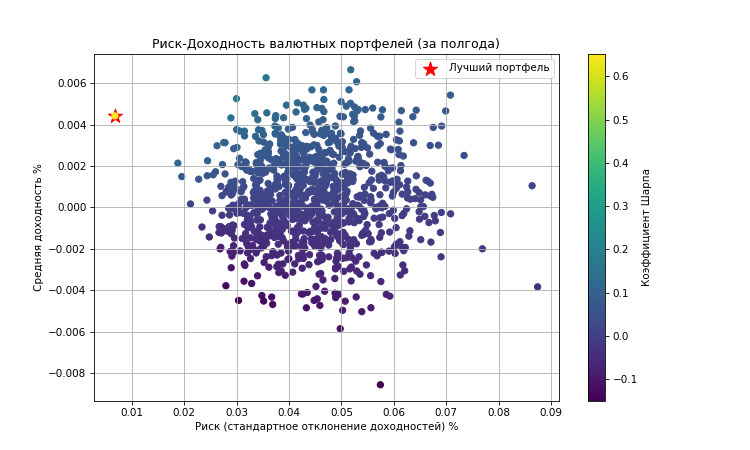 Риск-Доходность валютных портфелей (за полгода)
Лучший портфель
0.006
0.004
0.002
0.000
−0.002
−0.004
−0.006
−0.008
Средняя доходность %
0.01 0.02 0.03 0.04 0.05 0.06 0.07 0.08 0.09
Риск (стандартное отклонение доходностей) %
0.6
0.5
0.4
0.3
0.2
0.1
0.0
−0.1
Коэффициент Шарпа